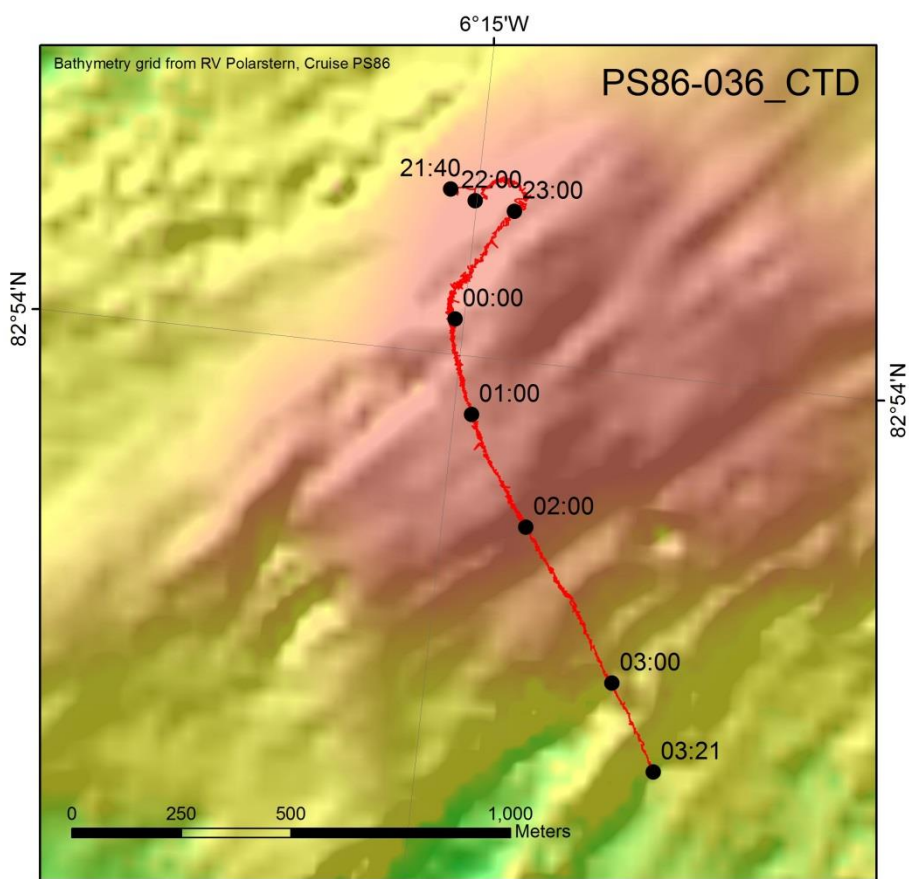 6°15'W
Bathymetry grid from RV Polarstern, Cruise PS86
PS86-036_CTD
21:40
22:00
23:00
82°54'N
00:00
82°54'N
01:00
02:00
03:00
03:21
0 250 500 1,000
Meters